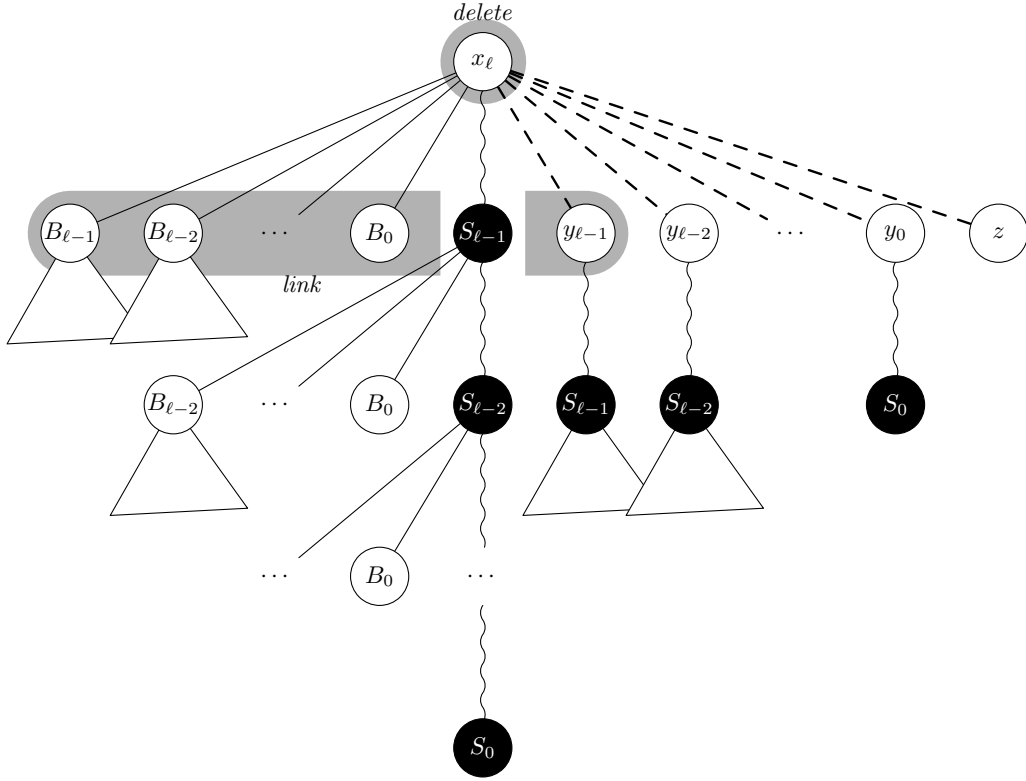 delete
x_ℓ
B_{ℓ−1} B_{ℓ−2} ··· B_0 S_{ℓ−1} y_{ℓ−1} y_{ℓ−2} ··· y_0 z
link
B_{ℓ−2} ··· B_0 S_{ℓ−2} S_{ℓ−1} S_{ℓ−2} S_0
··· B_0 ···
S_0